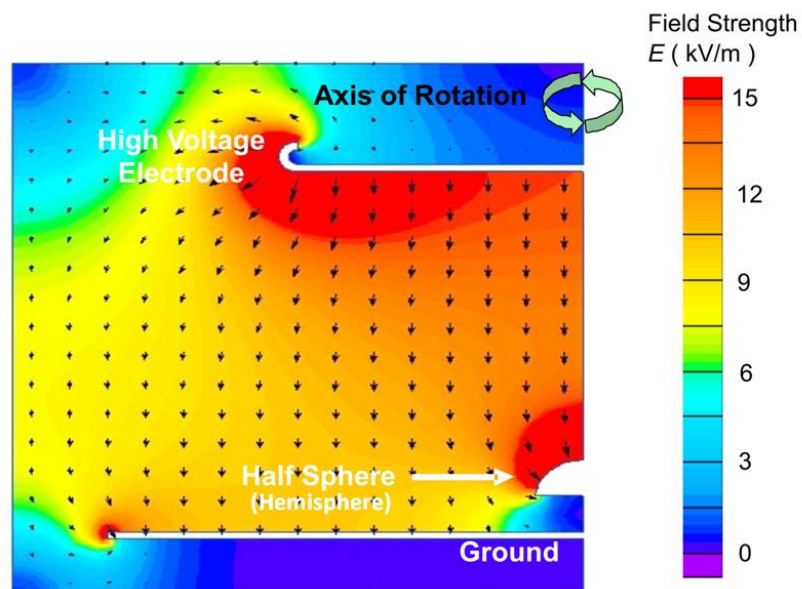 Field Strength
E ( kV/m )
Axis of Rotation
High Voltage
Electrode
15
12
9
6
3
0
Half Sphere
(Hemisphere)
Ground